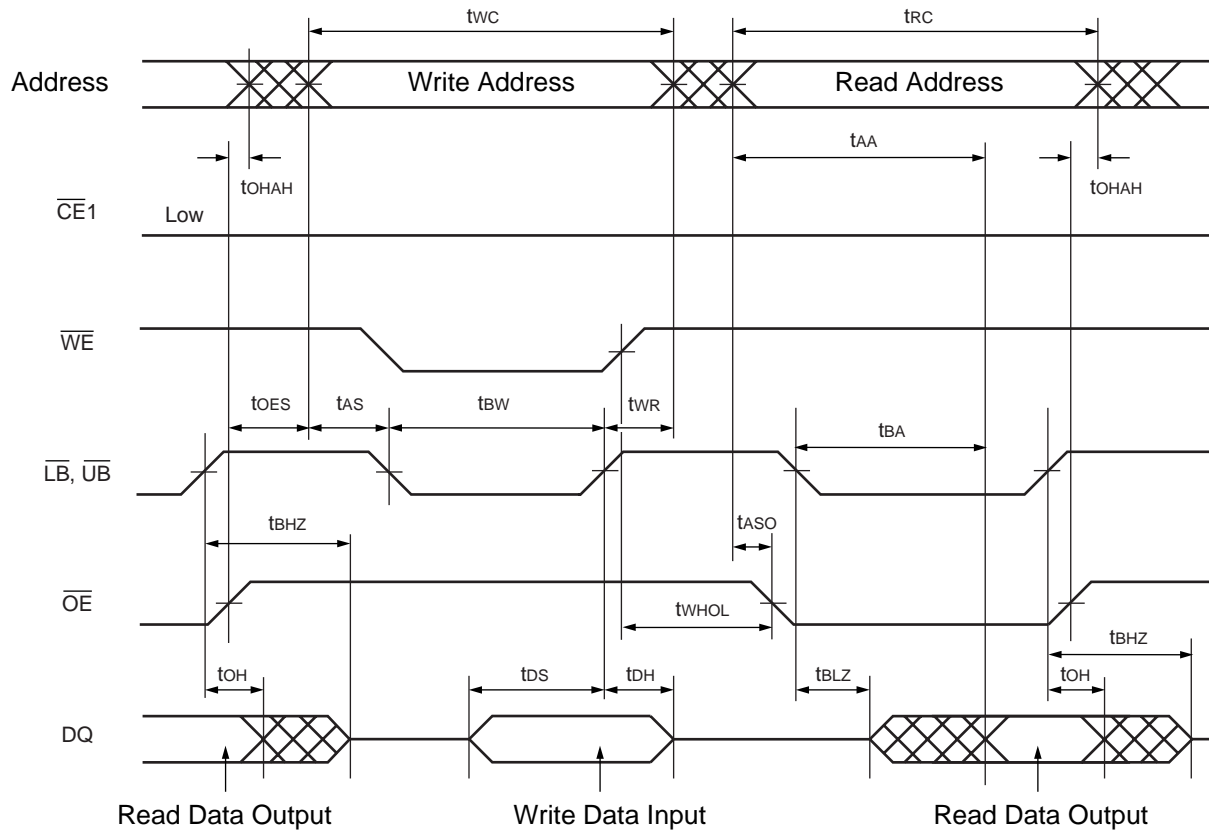 tWC
tRC
Address
Write Address
Read Address
tAA
tOHAH
tOHAH
CE1
Low
WE
tOES
tAS
tBW
tWR
tBA
LB, UB
tBHZ
tASO
OE
tWHOL
tBHZ
tOH
tDS
tDH
tBLZ
tOH
DQ
Read Data Output
Write Data Input
Read Data Output